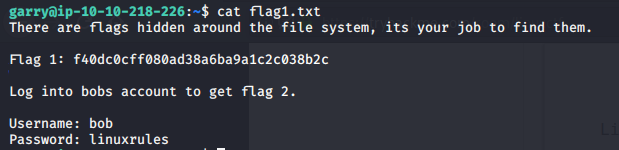 garry@ip-10-10-218-226:~$ cat flag1.txt
There are flags hidden around the file system, its your job to find them.
Flag 1: f40dc0cff080ad38a6ba9a1c2c038b2c
Log into bobs account to get flag 2.
Username: bob
Password: linuxrules